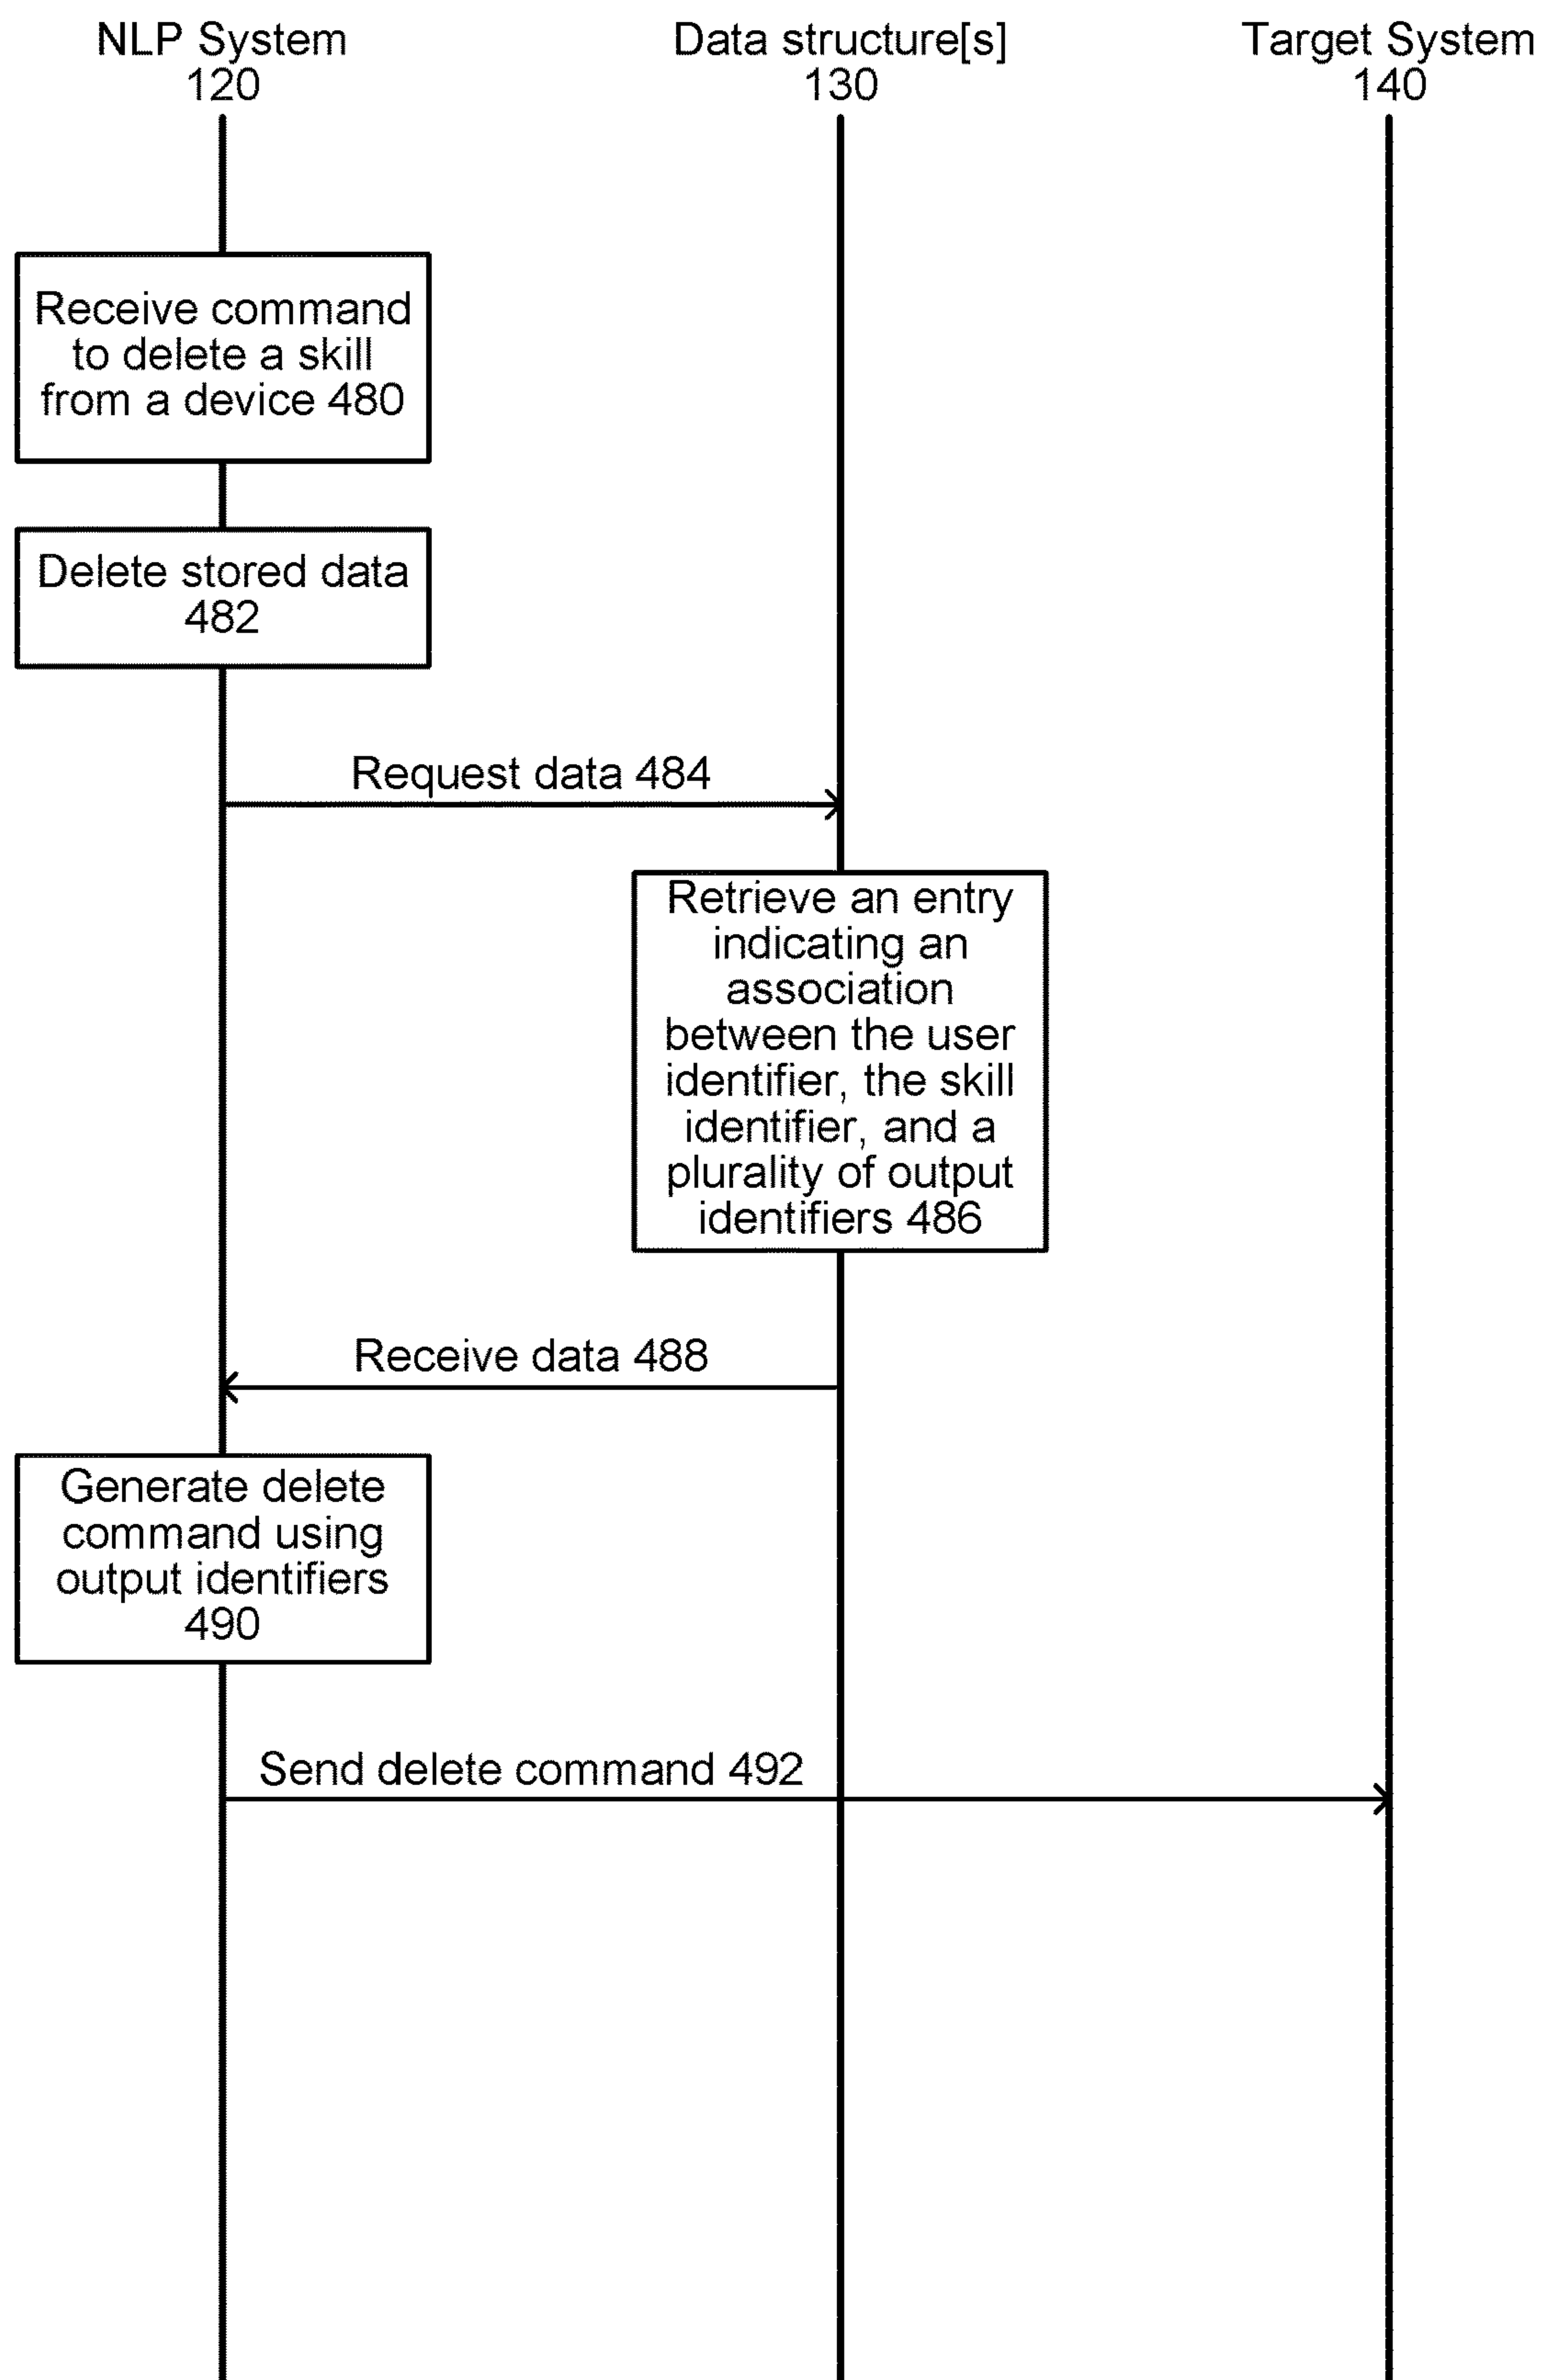 NLP System
120
Data structure[s]
130
Target System
140
Receive command
to delete a skill
from a device 480
Delete stored data
482
Request data 484
Retrieve an entry
indicating an
association
between the user
identifier, the skill
identifier, and a
plurality of output
identifiers 486
Receive data 488
Generate delete
command using
output identifiers
490
Send delete command 492